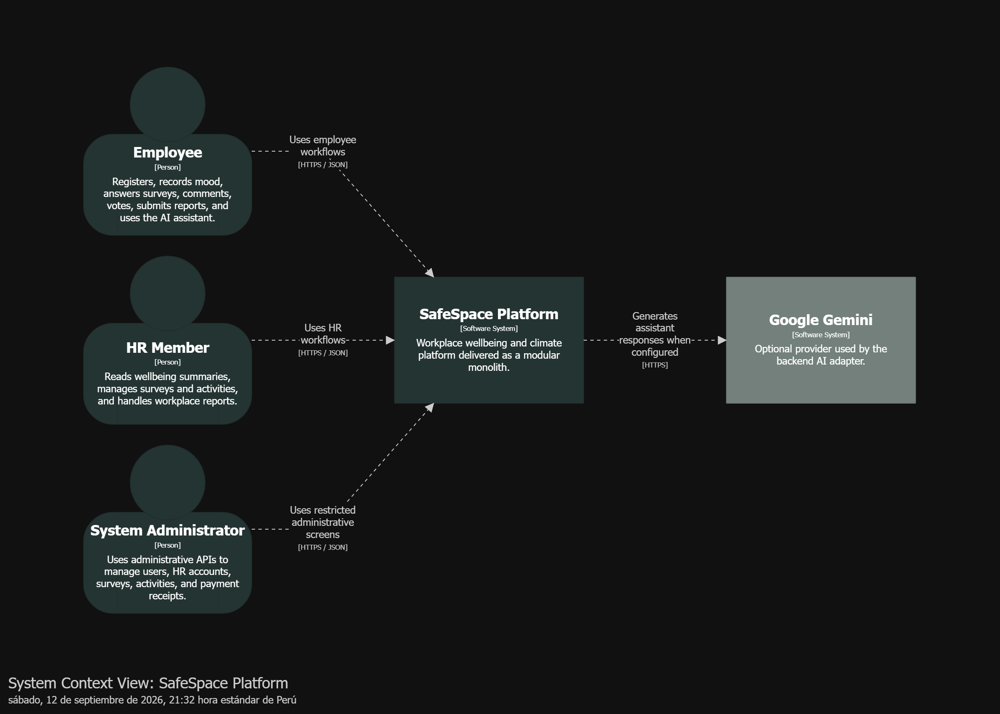 Employee
[Person]
Registers, records mood,
answers surveys, comments,
votes, submits reports, and
uses the AI assistant.
Uses employee
workflows
[HTTPS / JSON]
HR Member
[Person]
Reads wellbeing summaries,
manages surveys and activities,
and handles workplace reports.
Uses HR
workflows
[HTTPS / JSON]
SafeSpace Platform
[Software System]
Workplace wellbeing and climate
platform delivered as a modular
monolith.
Generates
assistant
responses when
configured
[HTTPS]
Google Gemini
[Software System]
Optional provider used by the
backend AI adapter.
System Administrator
[Person]
Uses administrative APIs to
manage users, HR accounts,
surveys, activities, and payment
receipts.
Uses restricted
administrative
screens
[HTTPS / JSON]
System Context View: SafeSpace Platform
sábado, 12 de septiembre de 2026, 21:32 hora estándar de Perú